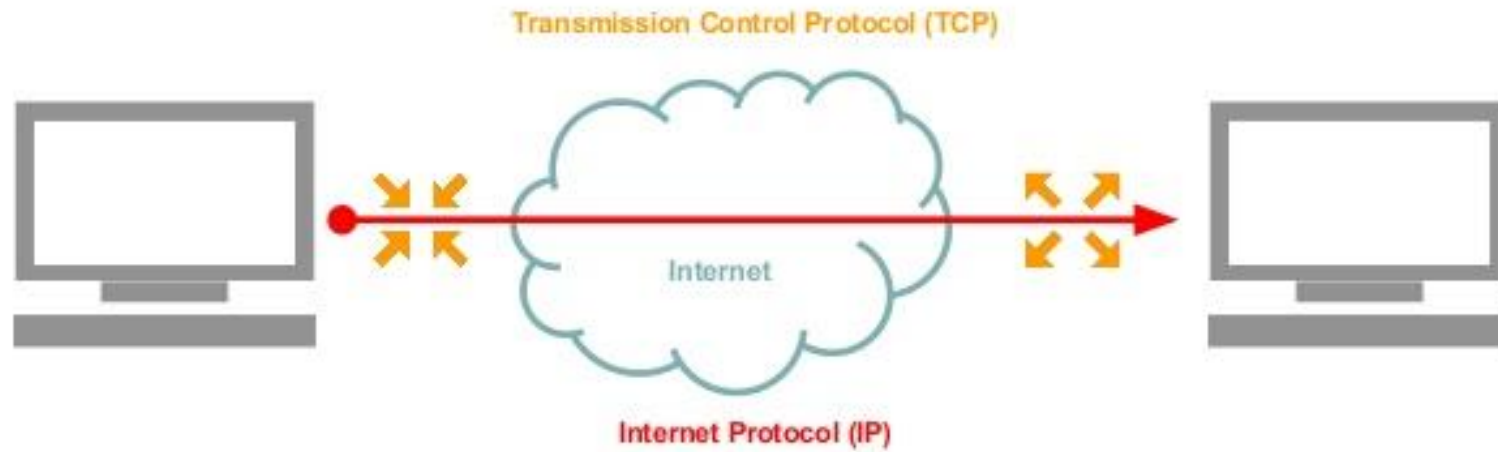 Transmission Control Protocol (TCP)
Internet
Internet Protocol (IP)